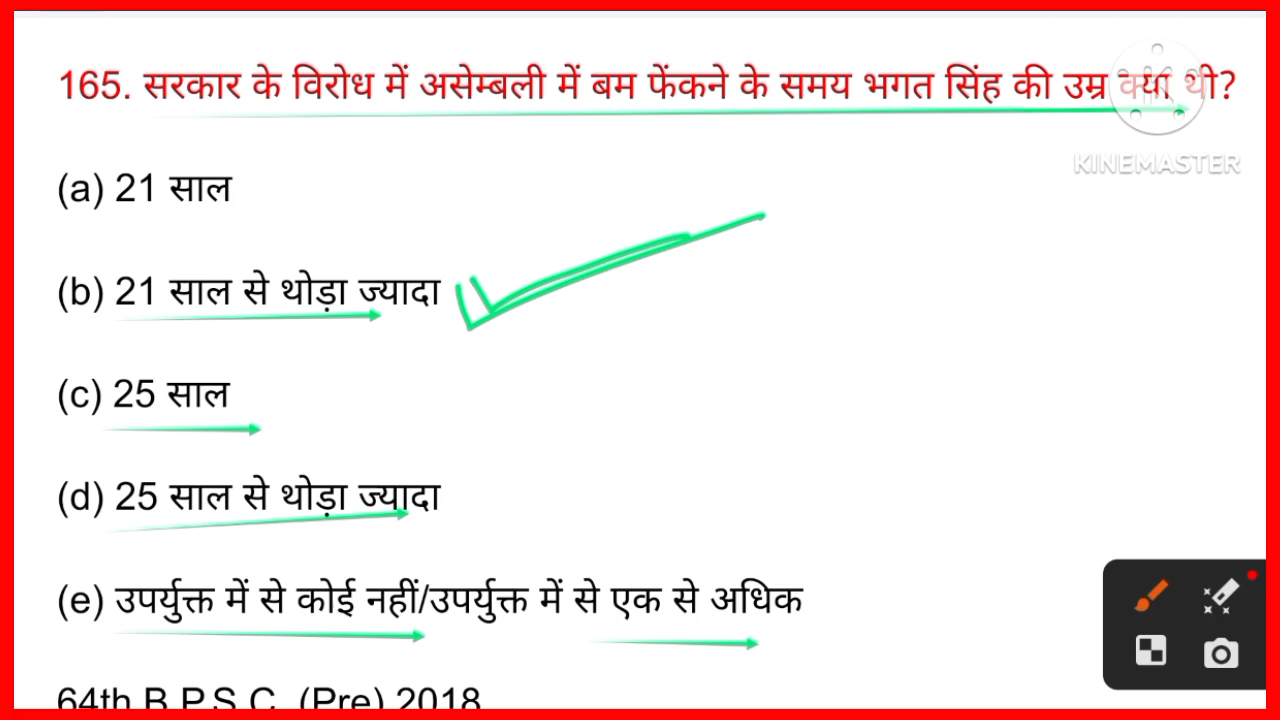 165. सरकार के विरोध में असेम्बली में बम फेंकने के समय भगत सिंह की उम्र क्या थी?
KINEMASTER
(a) 21 साल
(b) 21 साल से थोड़ा ज्यादा
(c) 25 साल
(d) 25 साल से थोड़ा ज्यादा
(e) उपर्युक्त में से कोई नहीं/उपर्युक्त में से एक से अधिक
64th B.P.S.C. (Pre) 2018